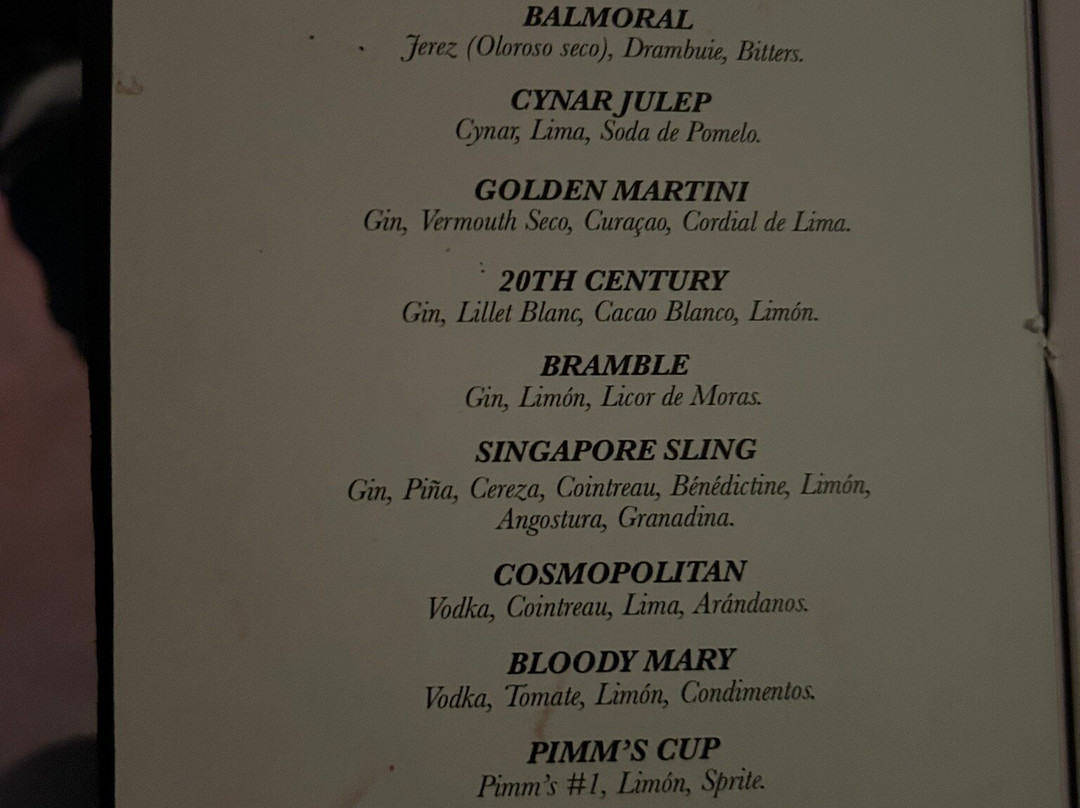 BALMORAL
Jerez (Oloroso seco), Drambuie, Bitters.
CYNAR JULEP
Cynar, Lima, Soda de Pomelo.
GOLDEN MARTINI
Gin, Vermouth Seco, Curaçao, Cordial de Lima.
20TH CENTURY
Gin, Lillet Blanc, Cacao Blanco, Limón.
BRAMBLE
Gin, Limón, Licor de Moras.
SINGAPORE SLING
Gin, Piña, Cereza, Cointreau, Bénédictine, Limón,
Angostura, Granadina.
COSMOPOLITAN
Vodka, Cointreau, Lima, Arándanos.
BLOODY MARY
Vodka, Tomate, Limón, Condimentos.
PIMM'S CUP
Pimm's #1, Limón, Sprite.